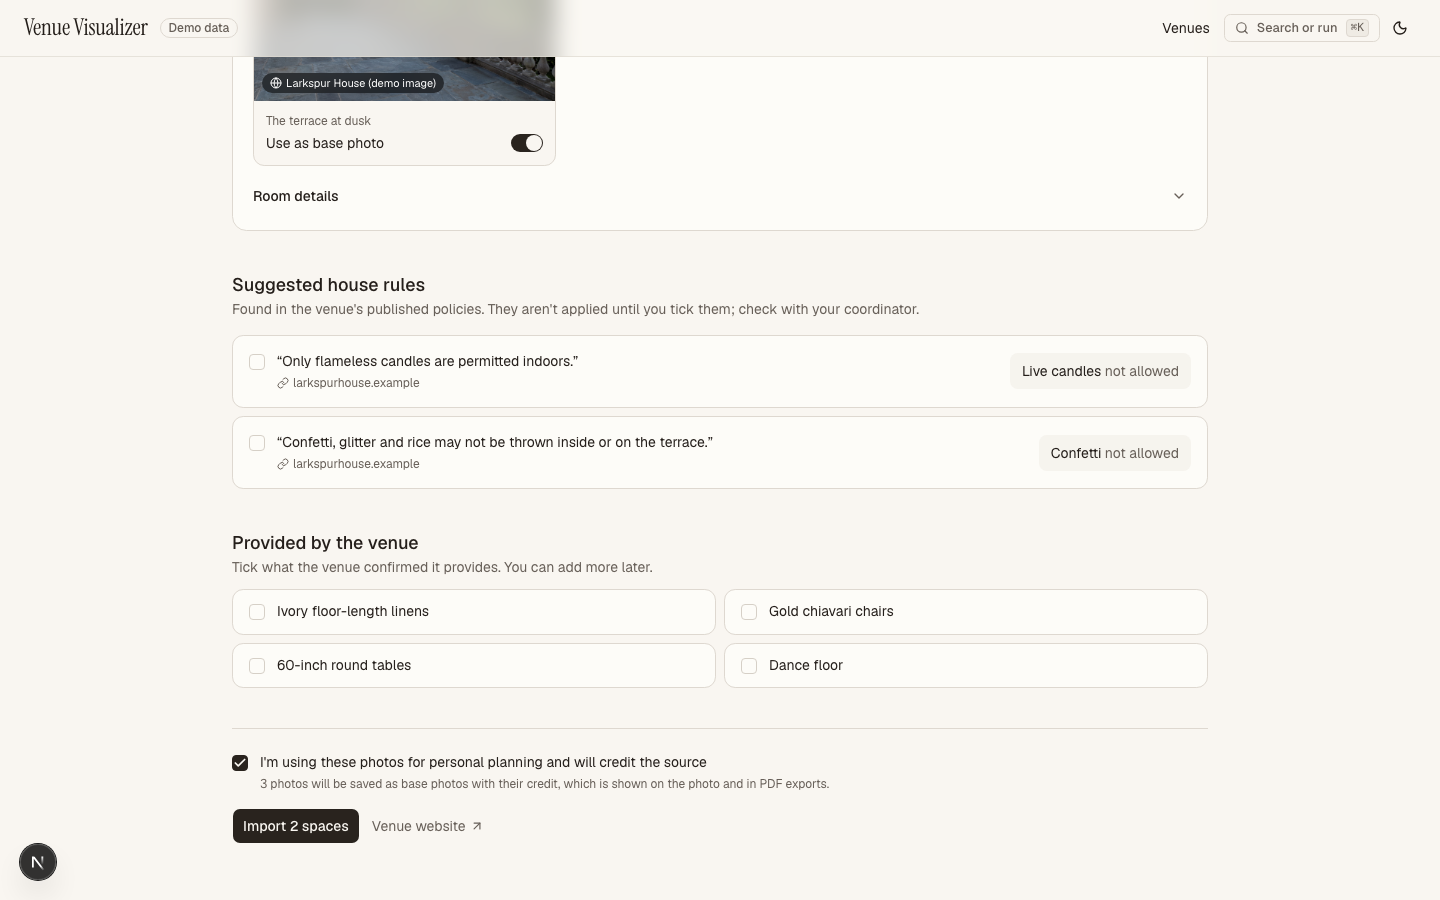 Venue Visualizer
Demo data
Venues
Search or run
⌘K
Larkspur House (demo image)
The terrace at dusk
Use as base photo
Room details
Suggested house rules
Found in the venue's published policies. They aren't applied until you tick them; check with your coordinator.
“Only flameless candles are permitted indoors.”
larkspurhouse.example
Live candles not allowed
“Confetti, glitter and rice may not be thrown inside or on the terrace.”
larkspurhouse.example
Confetti not allowed
Provided by the venue
Tick what the venue confirmed it provides. You can add more later.
Ivory floor-length linens
Gold chiavari chairs
60-inch round tables
Dance floor
I'm using these photos for personal planning and will credit the source
3 photos will be saved as base photos with their credit, which is shown on the photo and in PDF exports.
Import 2 spaces
Venue website
N